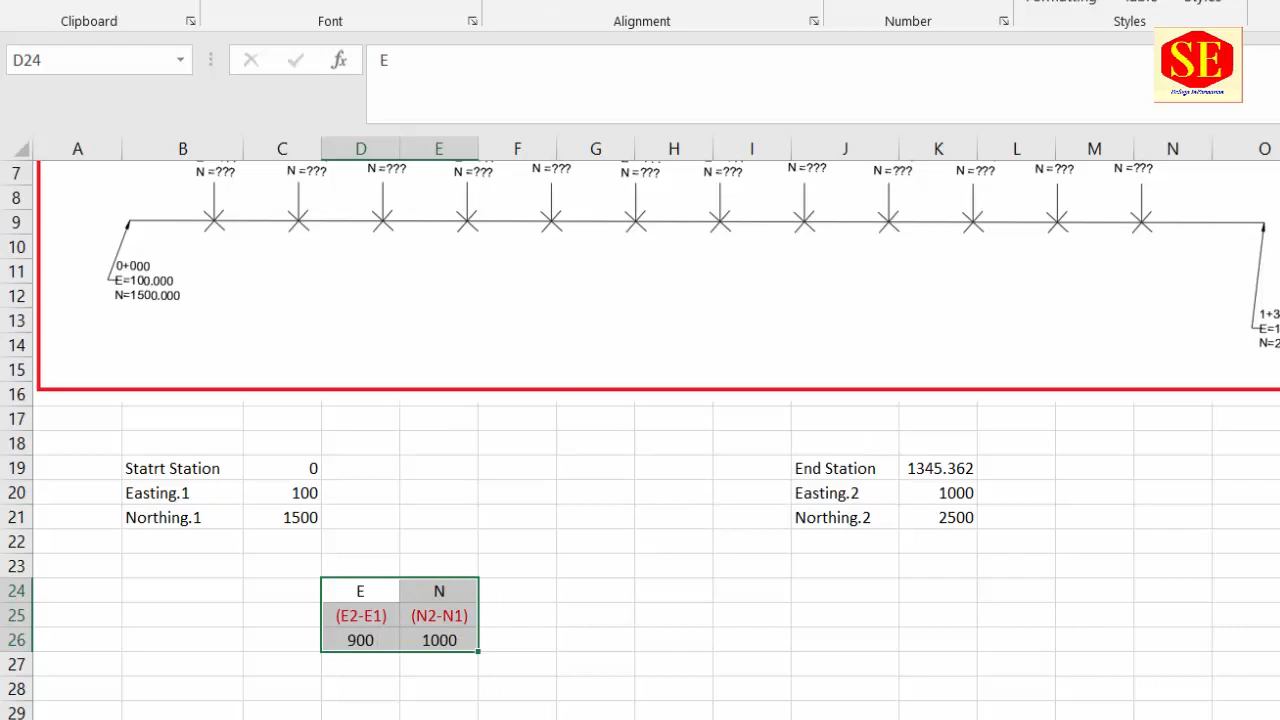 Clipboard
Font
Alignment
Number
Styles
SE
Design Information
D24
fx
E
A B C D E F G H I J K L M N O
7 N =??? N =??? N =??? N =??? N =??? N =??? N =??? N =??? N =??? N =??? N =??? N =???
8
9
10
11 0+000
E=100.000
12 N=1500.000
13 1+3
E=1
14 N=2
15
16
17
18
19 Statrt Station 0 End Station 1345.362
20 Easting.1 100 Easting.2 1000
21 Northing.1 1500 Northing.2 2500
22
23
24 E N
25 (E2-E1) (N2-N1)
26 900 1000
27
28
29